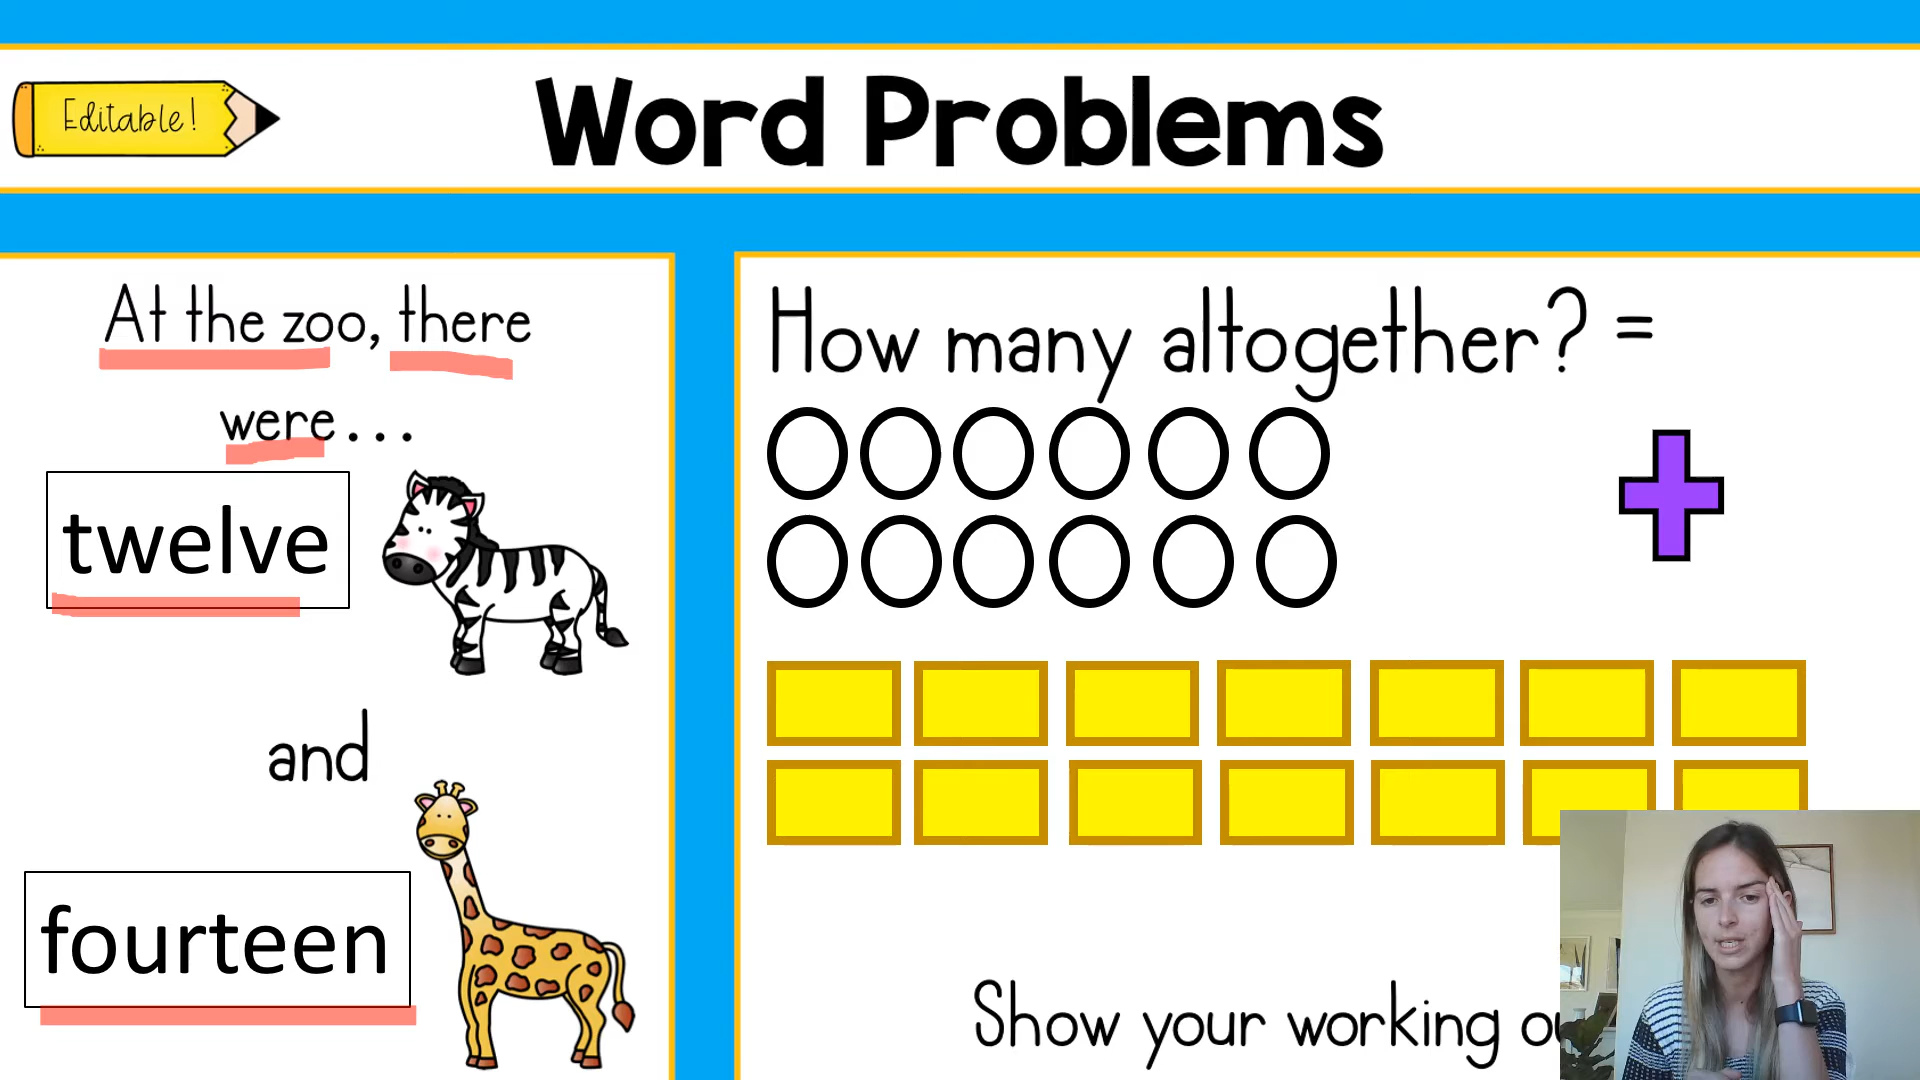 Editable!
Word Problems
At the zoo, there
were...
twelve
and
fourteen
How many altogether? =
Show your working